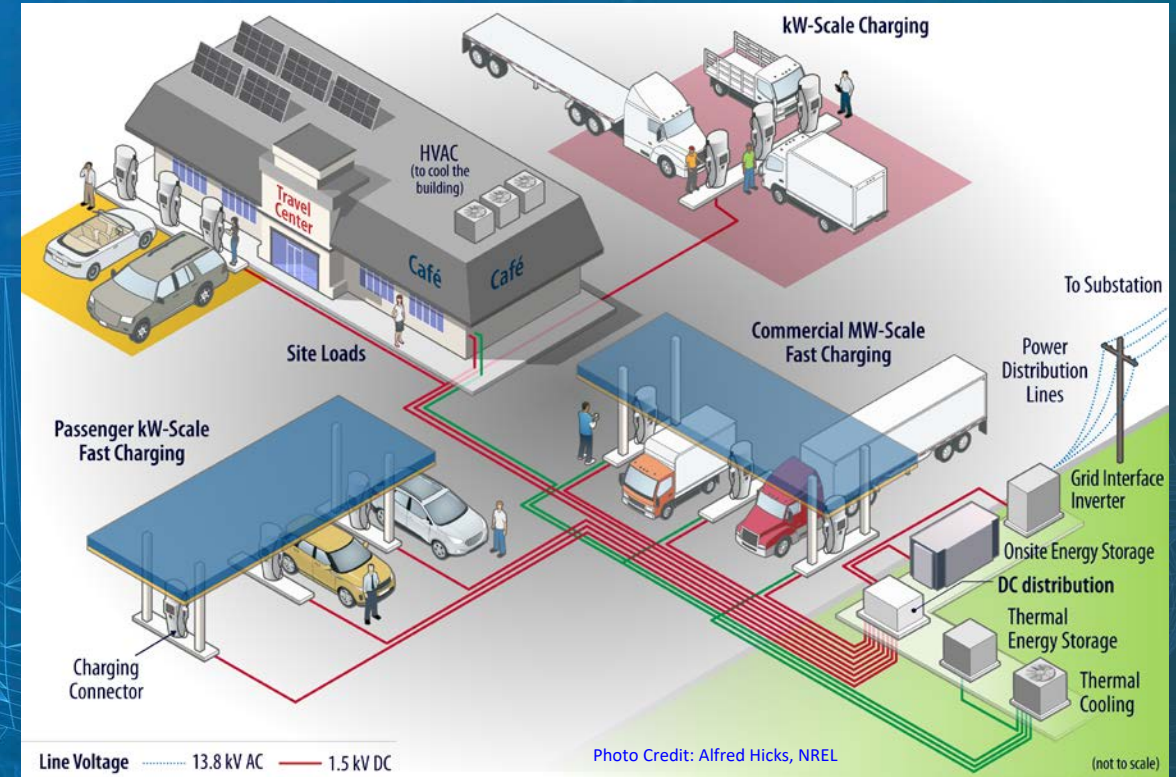 kW-Scale Charging
HVAC
(to cool the
building)
Travel
Center
Café
Café
To Substation
Site Loads
Commercial MW-Scale
Fast Charging
Power
Distribution
Lines
Passenger kW-Scale
Fast Charging
Grid Interface
Inverter
Onsite Energy Storage
DC distribution
Thermal
Energy Storage
Charging
Connector
Thermal
Cooling
Line Voltage 13.8 kV AC 1.5 kV DC
Photo Credit: Alfred Hicks, NREL
(not to scale)